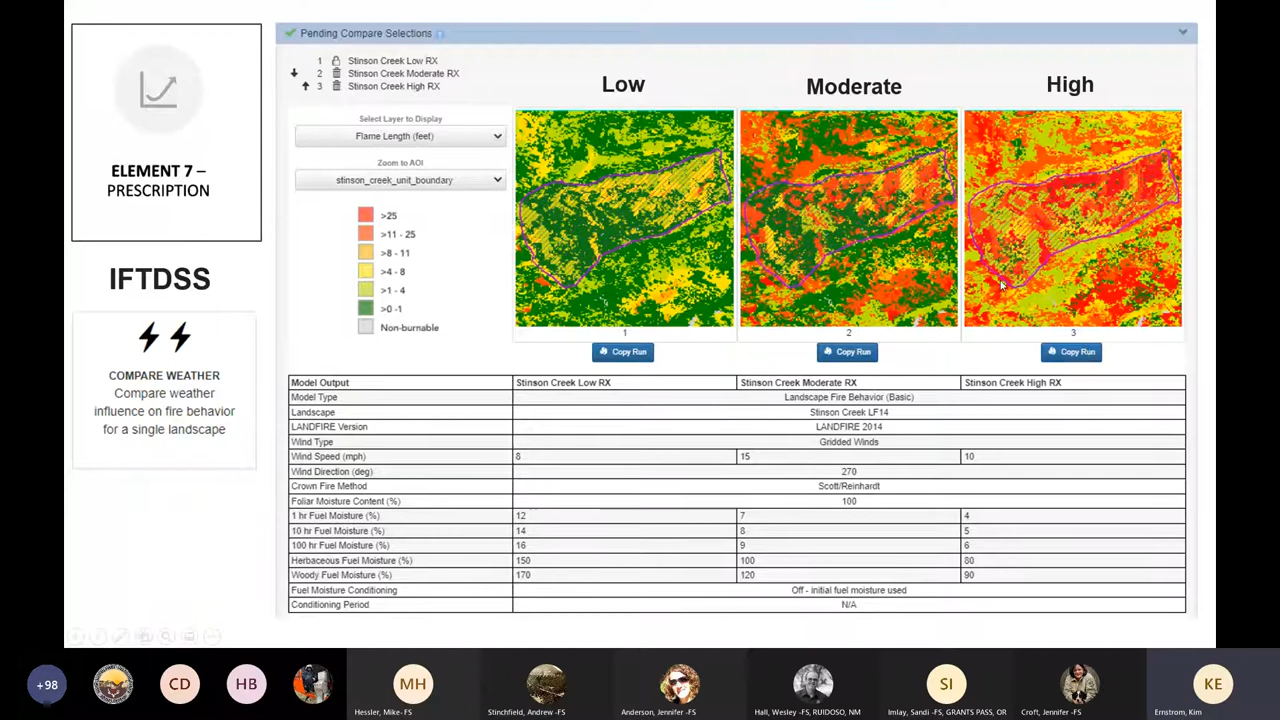 ELEMENT 7 –
PRESCRIPTION
IFTDSS
COMPARE WEATHER
Compare weather
influence on fire behavior
for a single landscape
Pending Compare Selections
1 Stinson Creek Low RX
2 Stinson Creek Moderate RX
3 Stinson Creek High RX
Low Moderate High
Select Layer to Display
Flame Length (feet)
Zoom to AOI
stinson_creek_unit_boundary
>25
>11 - 25
>8 - 11
>4 - 8
>1 - 4
>0 -1
Non-burnable
1 2 3
Copy Run Copy Run Copy Run
Model Output Stinson Creek Low RX Stinson Creek Moderate RX Stinson Creek High RX
Model Type Landscape Fire Behavior (Basic)
Landscape Stinson Creek LF14
LANDFIRE Version LANDFIRE 2014
Wind Type Gridded Winds
Wind Speed (mph) 8 15 10
Wind Direction (deg) 270
Crown Fire Method Scott/Reinhardt
Foliar Moisture Content (%) 100
1 hr Fuel Moisture (%) 12 7 4
10 hr Fuel Moisture (%) 14 8 5
100 hr Fuel Moisture (%) 16 9 6
Herbaceous Fuel Moisture (%) 150 100 80
Woody Fuel Moisture (%) 170 120 90
Fuel Moisture Conditioning Off - initial fuel moisture used
Conditioning Period N/A
+98 CD HB MH SI KE
Hessler, Mike-FS Stinchfield, Andrew -FS Anderson, Jennifer -FS Hall, Wesley -FS, RUIDOSO, NM Imlay, Sandi -FS, GRANTS PASS, OR Croft, Jennifer -FS Ernstrom, Kim